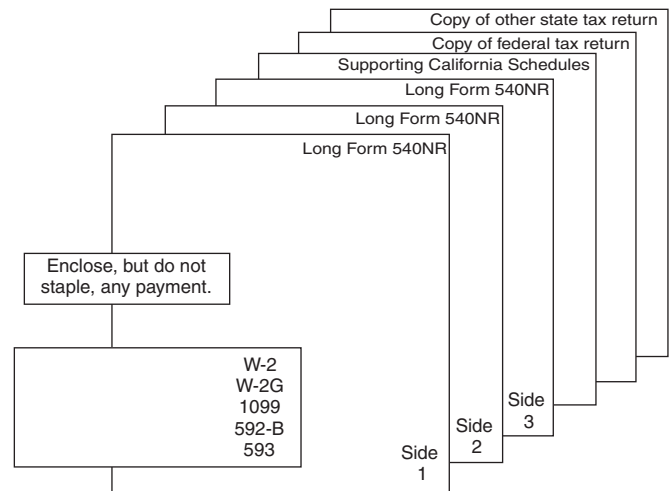 Copy of other state tax return
Copy of federal tax return
Supporting California Schedules
Long Form 540NR
Long Form 540NR
Long Form 540NR
Enclose, but do not
staple, any payment.
W-2
W-2G
1099
592-B
593
Side
1
Side
2
Side
3